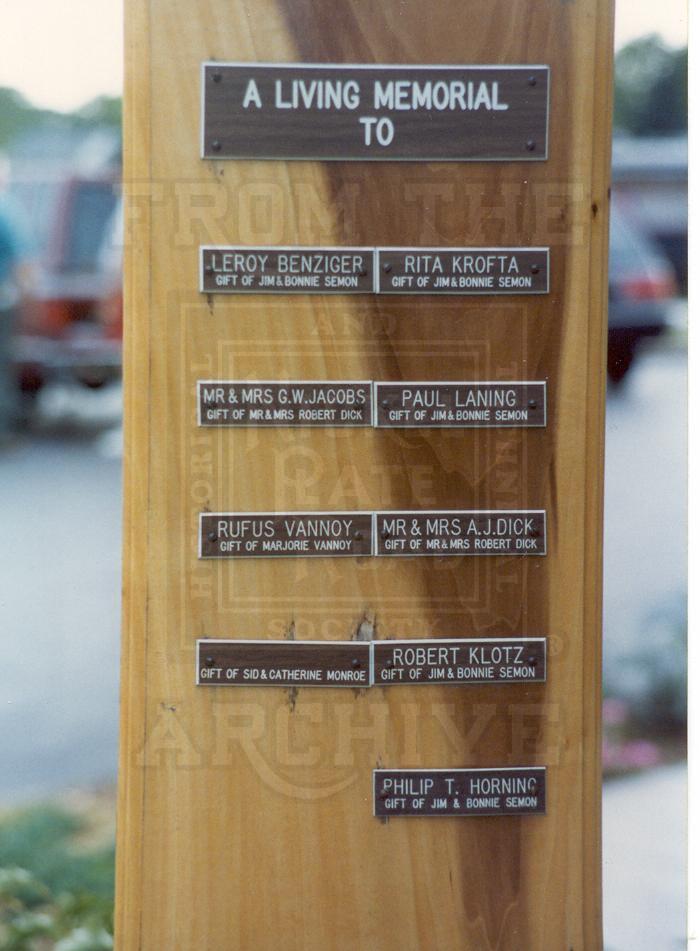 A LIVING MEMORIAL
TO
LEROY BENZIGER
GIFT OF JIM & BONNIE SEMON
RITA KROFTA
GIFT OF JIM & BONNIE SEMON
MR & MRS G.W. JACOBS
GIFT OF MR & MRS ROBERT DICK
PAUL LANING
GIFT OF JIM & BONNIE SEMON
RUFUS VANNOY
GIFT OF MARJORIE VANNOY
MR & MRS A.J. DICK
GIFT OF MR & MRS ROBERT DICK
GIFT OF SID & CATHERINE MONROE
ROBERT KLOTZ
GIFT OF JIM & BONNIE SEMON
PHILIP T. HORNING
GIFT OF JIM & BONNIE SEMON
FROM THE
AND
HISTORICAL
PLATE
SOCIETY
ARCHIVE